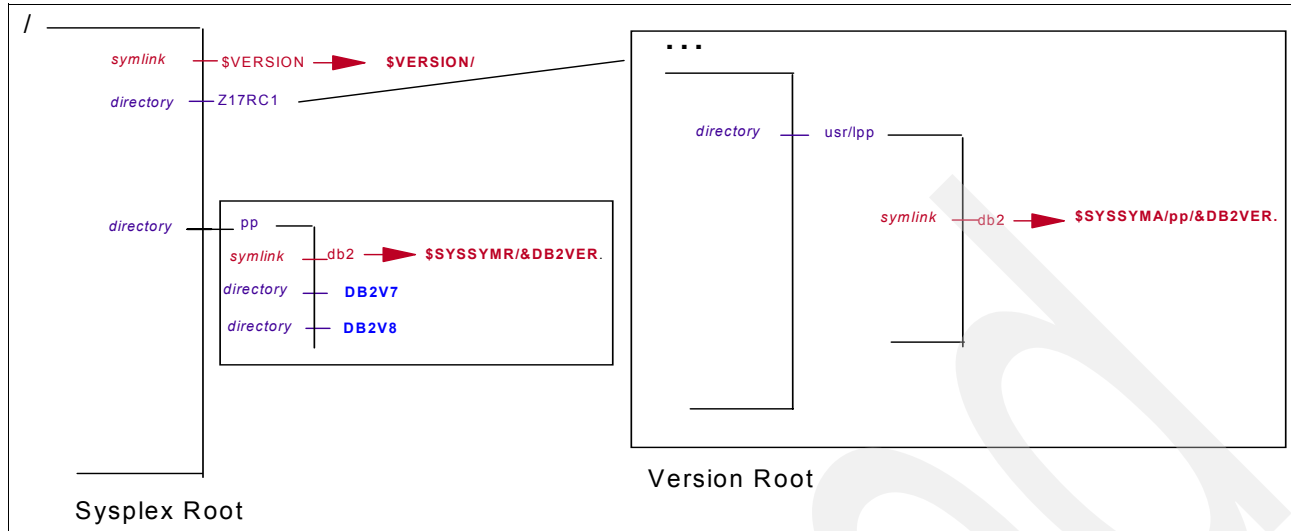 /
symlink $VERSION $VERSION/
directory Z17RC1
directory pp
symlink db2 $SYSSYMR/&DB2VER.
directory DB2V7
directory DB2V8
Sysplex Root
...
directory usr/lpp
symlink db2 $SYSSYMA/pp/&DB2VER.
Version Root